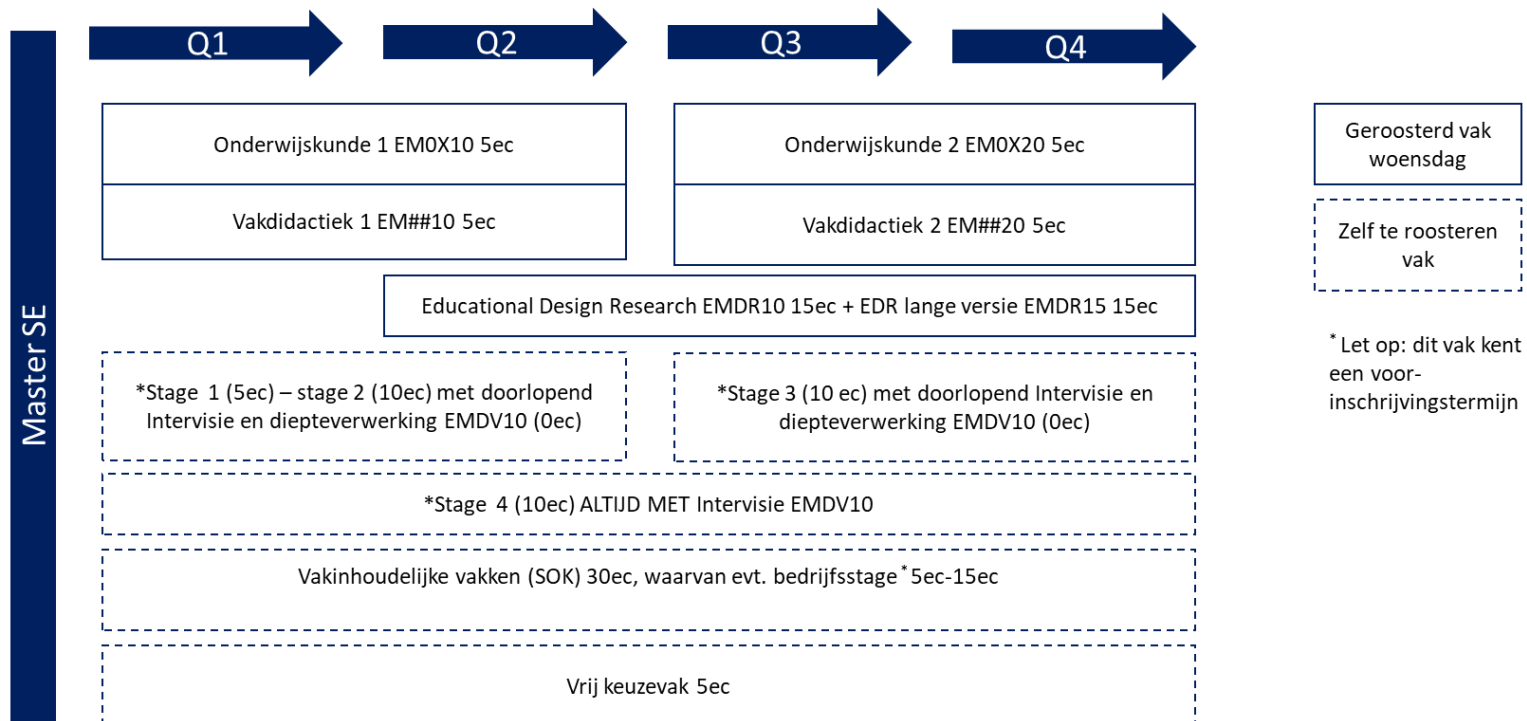 Q1
Q2
Q3
Q4
Master SE
Onderwijskunde 1 EM0X10 5ec
Onderwijskunde 2 EM0X20 5ec
Vakdidactiek 1 EM##10 5ec
Vakdidactiek 2 EM##20 5ec
Educational Design Research EMDR10 15ec + EDR lange versie EMDR15 15ec
*Stage 1 (5ec) – stage 2 (10ec) met doorlopend
Intervisie en diepteverwerking EMDV10 (0ec)
*Stage 3 (10 ec) met doorlopend Intervisie en
diepteverwerking EMDV10 (0ec)
*Stage 4 (10ec) ALTIJD MET Intervisie EMDV10
Vakinhoudelijke vakken (SOK) 30ec, waarvan evt. bedrijfsstage*5ec-15ec
Vrij keuzevak 5ec
Geroosterd vak
woensdag
Zelf te roosteren
vak
* Let op: dit vak kent
een voor-
inschrijvingstermijn